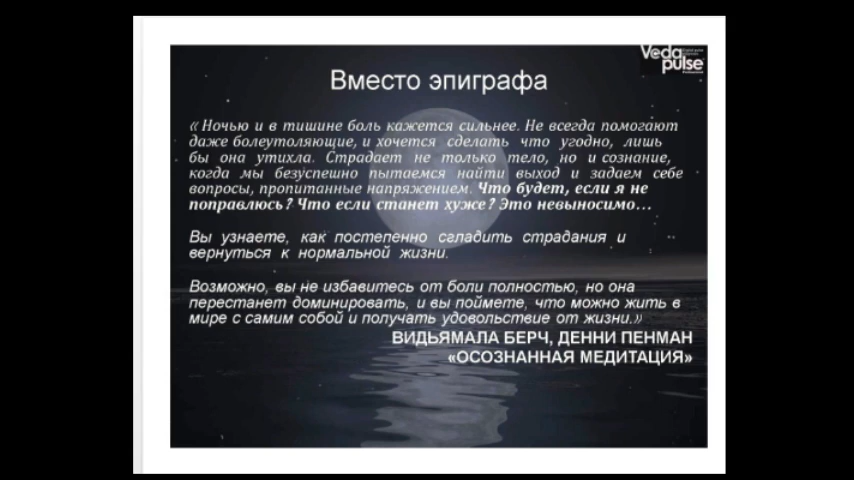 Veda
pulse
Вместо эпиграфа
« Ночью и в тишине боль кажется сильнее. Не всегда помогают
даже болеутоляющие, и хочется сделать что угодно, лишь
бы она утихла. Страдает не только тело, но и сознание,
когда мы безуспешно пытаемся найти выход и задаем себе
вопросы, пропитанные напряжением. Что будет, если я не
поправлюсь? Что если станет хуже? Это невыносимо…
Вы узнаете, как постепенно сгладить страдания и
вернуться к нормальной жизни.
Возможно, вы не избавитесь от боли полностью, но она
перестанет доминировать, и вы поймете, что можно жить в
мире с самим собой и получать удовольствие от жизни.»
ВИДЬЯМАЛА БЕРЧ, ДЕННИ ПЕНМАН
«ОСОЗНАННАЯ МЕДИТАЦИЯ»